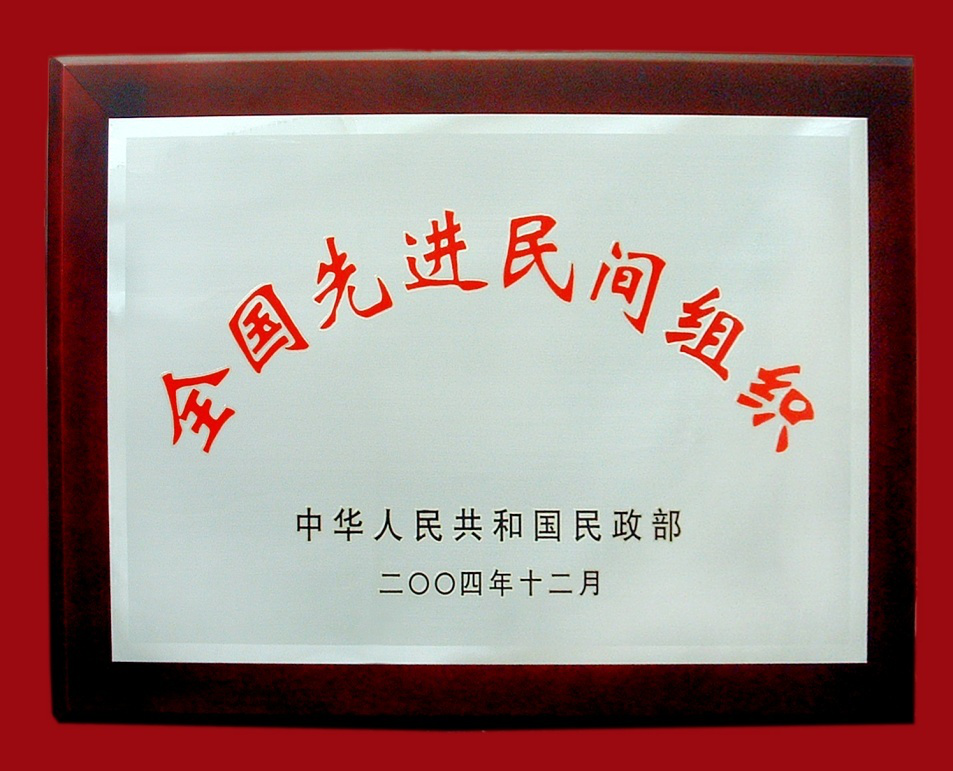 全国先进民间组织
中华人民共和国民政部
二〇〇四年十二月